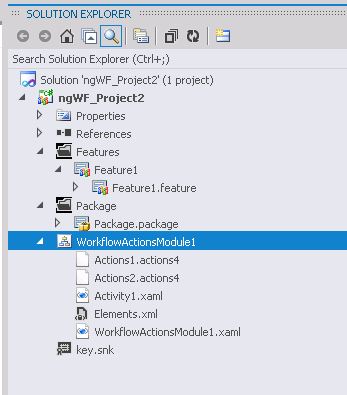 SOLUTION EXPLORER
Search Solution Explorer (Ctrl+;)
Solution 'ngWF_Project2' (1 project)
ngWF_Project2
Properties
References
Features
Feature1
Feature1.feature
Package
Package.package
WorkflowActionsModule1
Actions1.actions4
Actions2.actions4
Activity1.xaml
Elements.xml
WorkflowActionsModule1.xaml
key.snk